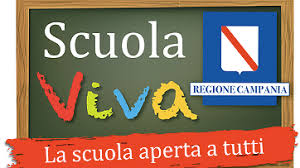 Scuola
Viva
REGIONE CAMPANIA
La scuola aperta a tutti